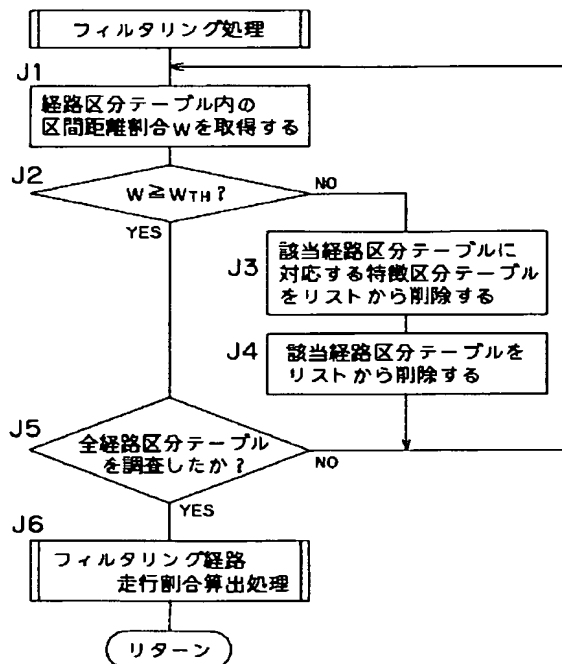 フィルタリング処理
J1
経路区分テーブル内の
区間距離割合Wを取得する
J2
W≧WTH?
NO
YES
J3
該当経路区分テーブルに
対応する特徴区分テーブル
をリストから削除する
J4
該当経路区分テーブルを
リストから削除する
J5
全経路区分テーブル
を調査したか?
NO
YES
J6
フィルタリング経路
走行割合算出処理
リターン